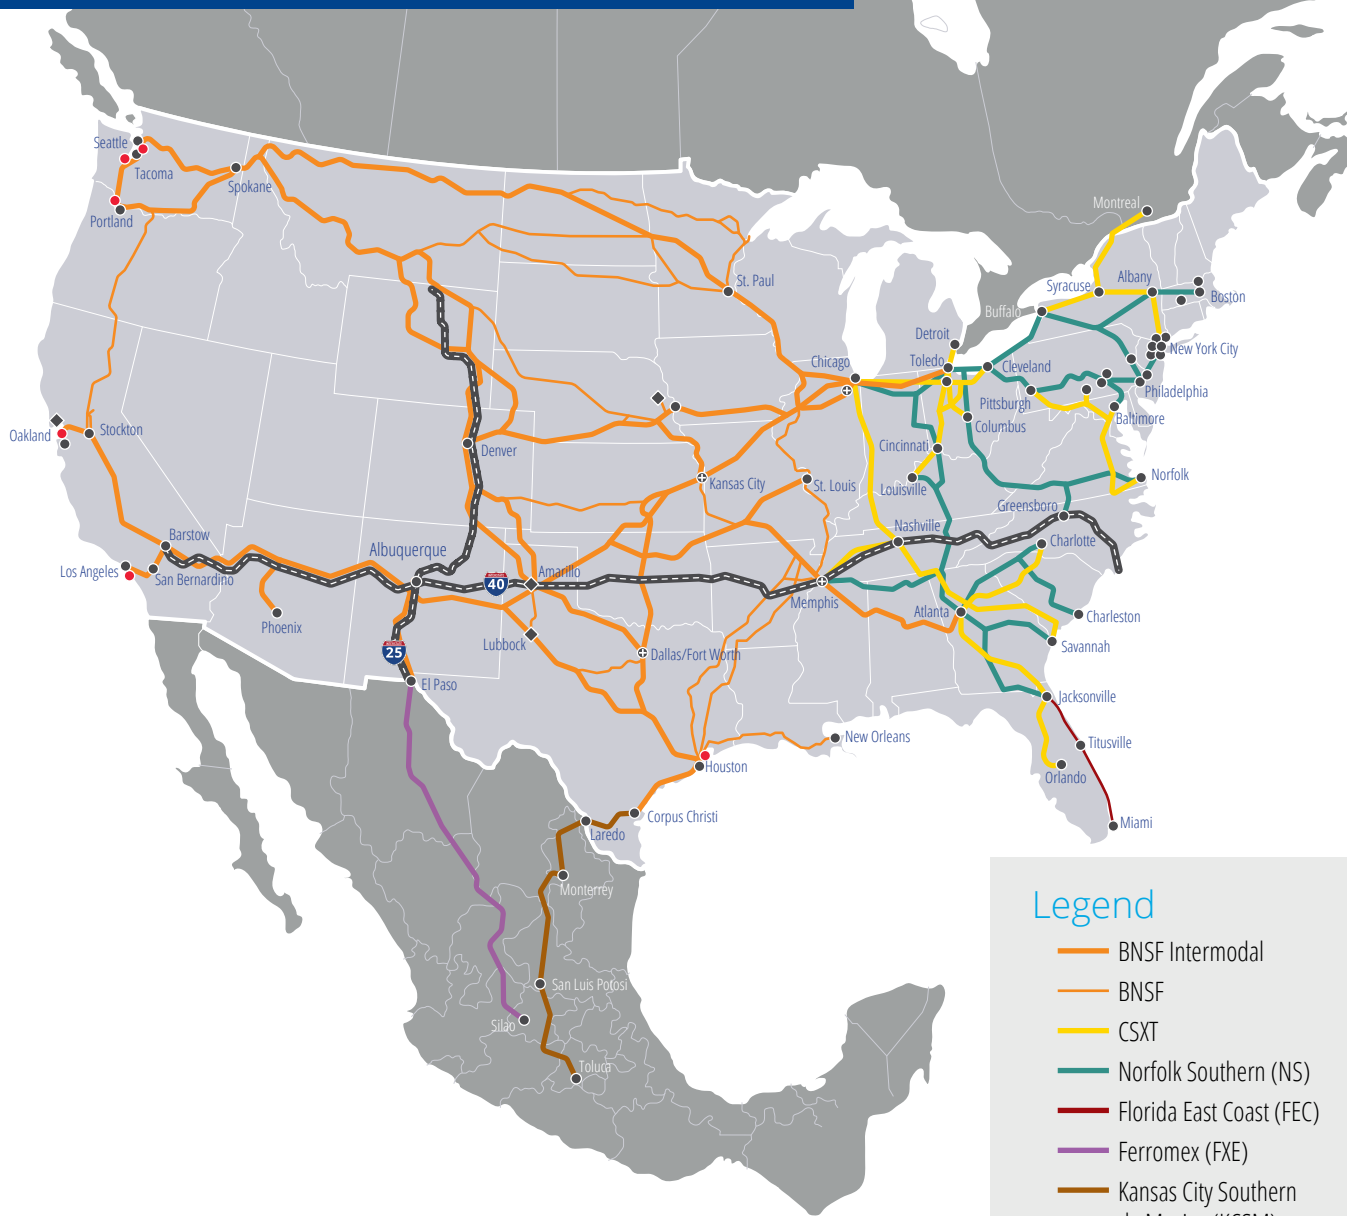 Seattle
Tacoma
Spokane
Portland
Montreal
St. Paul
Syracuse
Albany
Boston
Buffalo
Detroit
Toledo
Chicago
Cleveland
New York City
Pittsburgh
Philadelphia
Columbus
Baltimore
Oakland
Stockton
Denver
Cincinnati
Kansas City
St. Louis
Louisville
Norfolk
Greensboro
Nashville
Barstow
Albuquerque
Charlotte
Los Angeles
San Bernardino
40
Amarillo
Memphis
Atlanta
Charleston
Phoenix
Lubbock
25
Dallas/Fort Worth
Savannah
El Paso
Jacksonville
New Orleans
Titusville
Houston
Orlando
Corpus Christi
Laredo
Miami
Monterrey
San Luis Potosi
Silao
Toluca
Legend
BNSF Intermodal
BNSF
CSXT
Norfolk Southern (NS)
Florida East Coast (FEC)
Ferromex (FXE)
Kansas City Southern